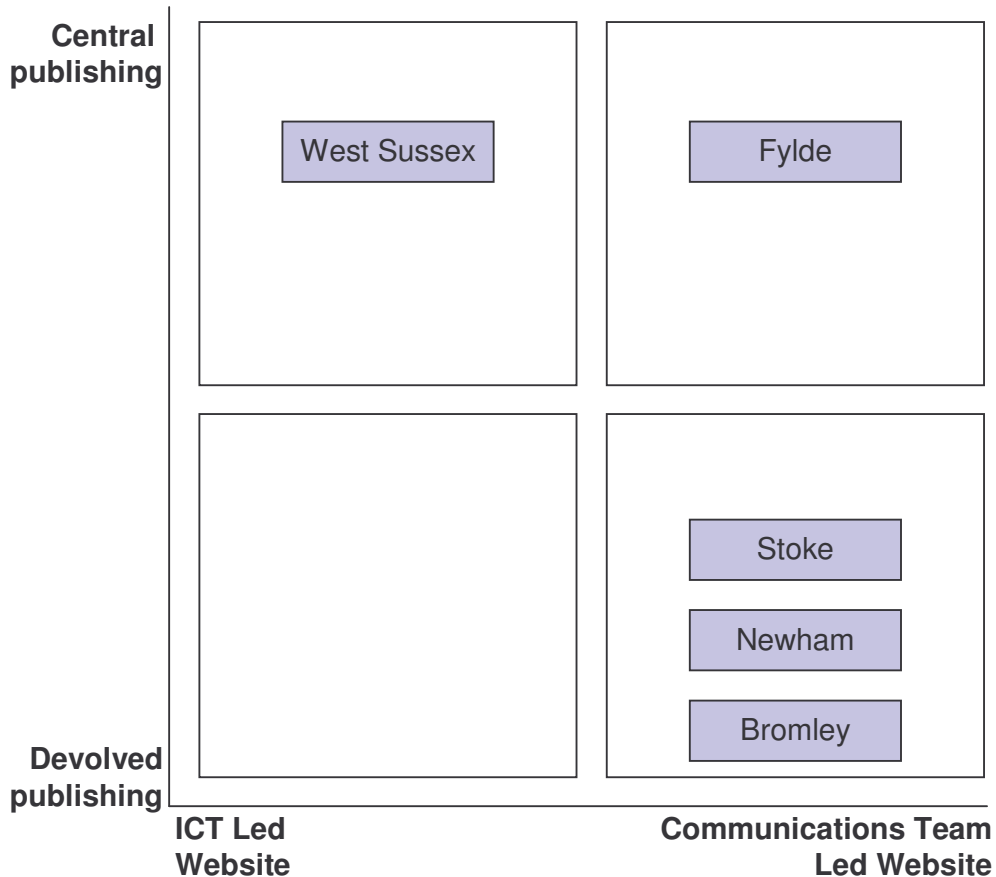 Central
publishing
West Sussex
Fylde
Stoke
Newham
Bromley
Devolved
publishing
ICT Led
Website
Communications Team
Led Website